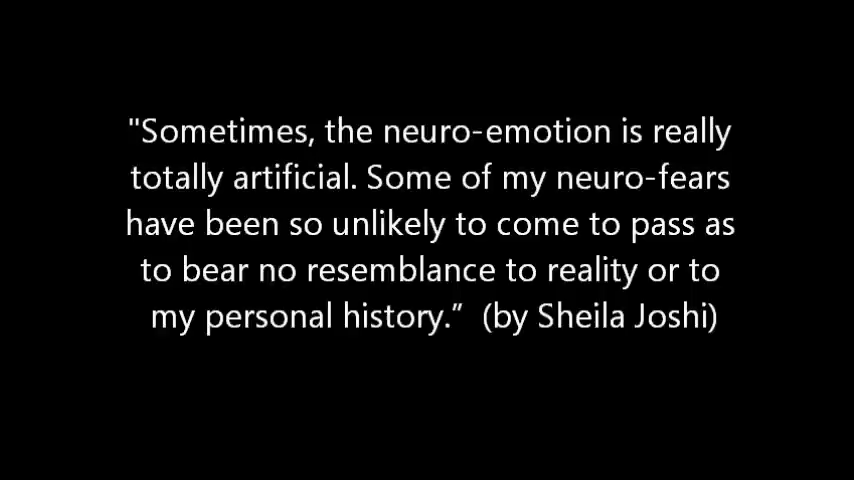 "Sometimes, the neuro-emotion is really
totally artificial. Some of my neuro-fears
have been so unlikely to come to pass as
to bear no resemblance to reality or to
my personal history.”  (by Sheila Joshi)